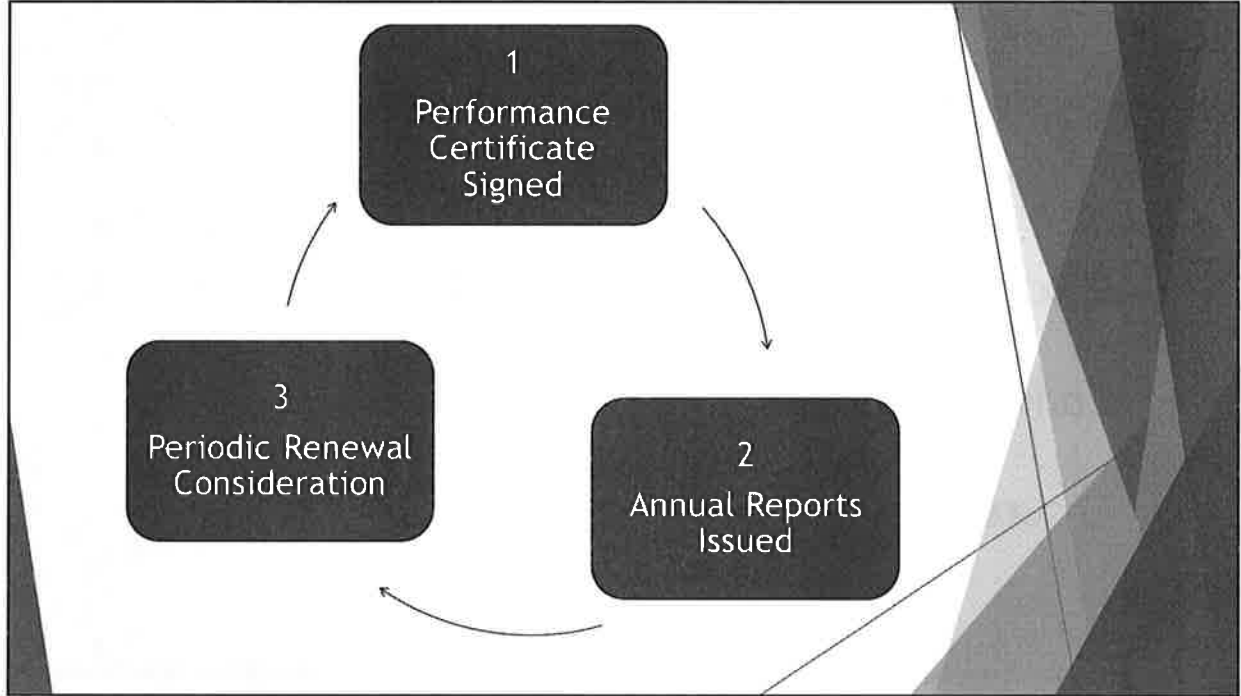 1
Performance
Certificate
Signed
2
Annual Reports
Issued
3
Periodic Renewal
Consideration